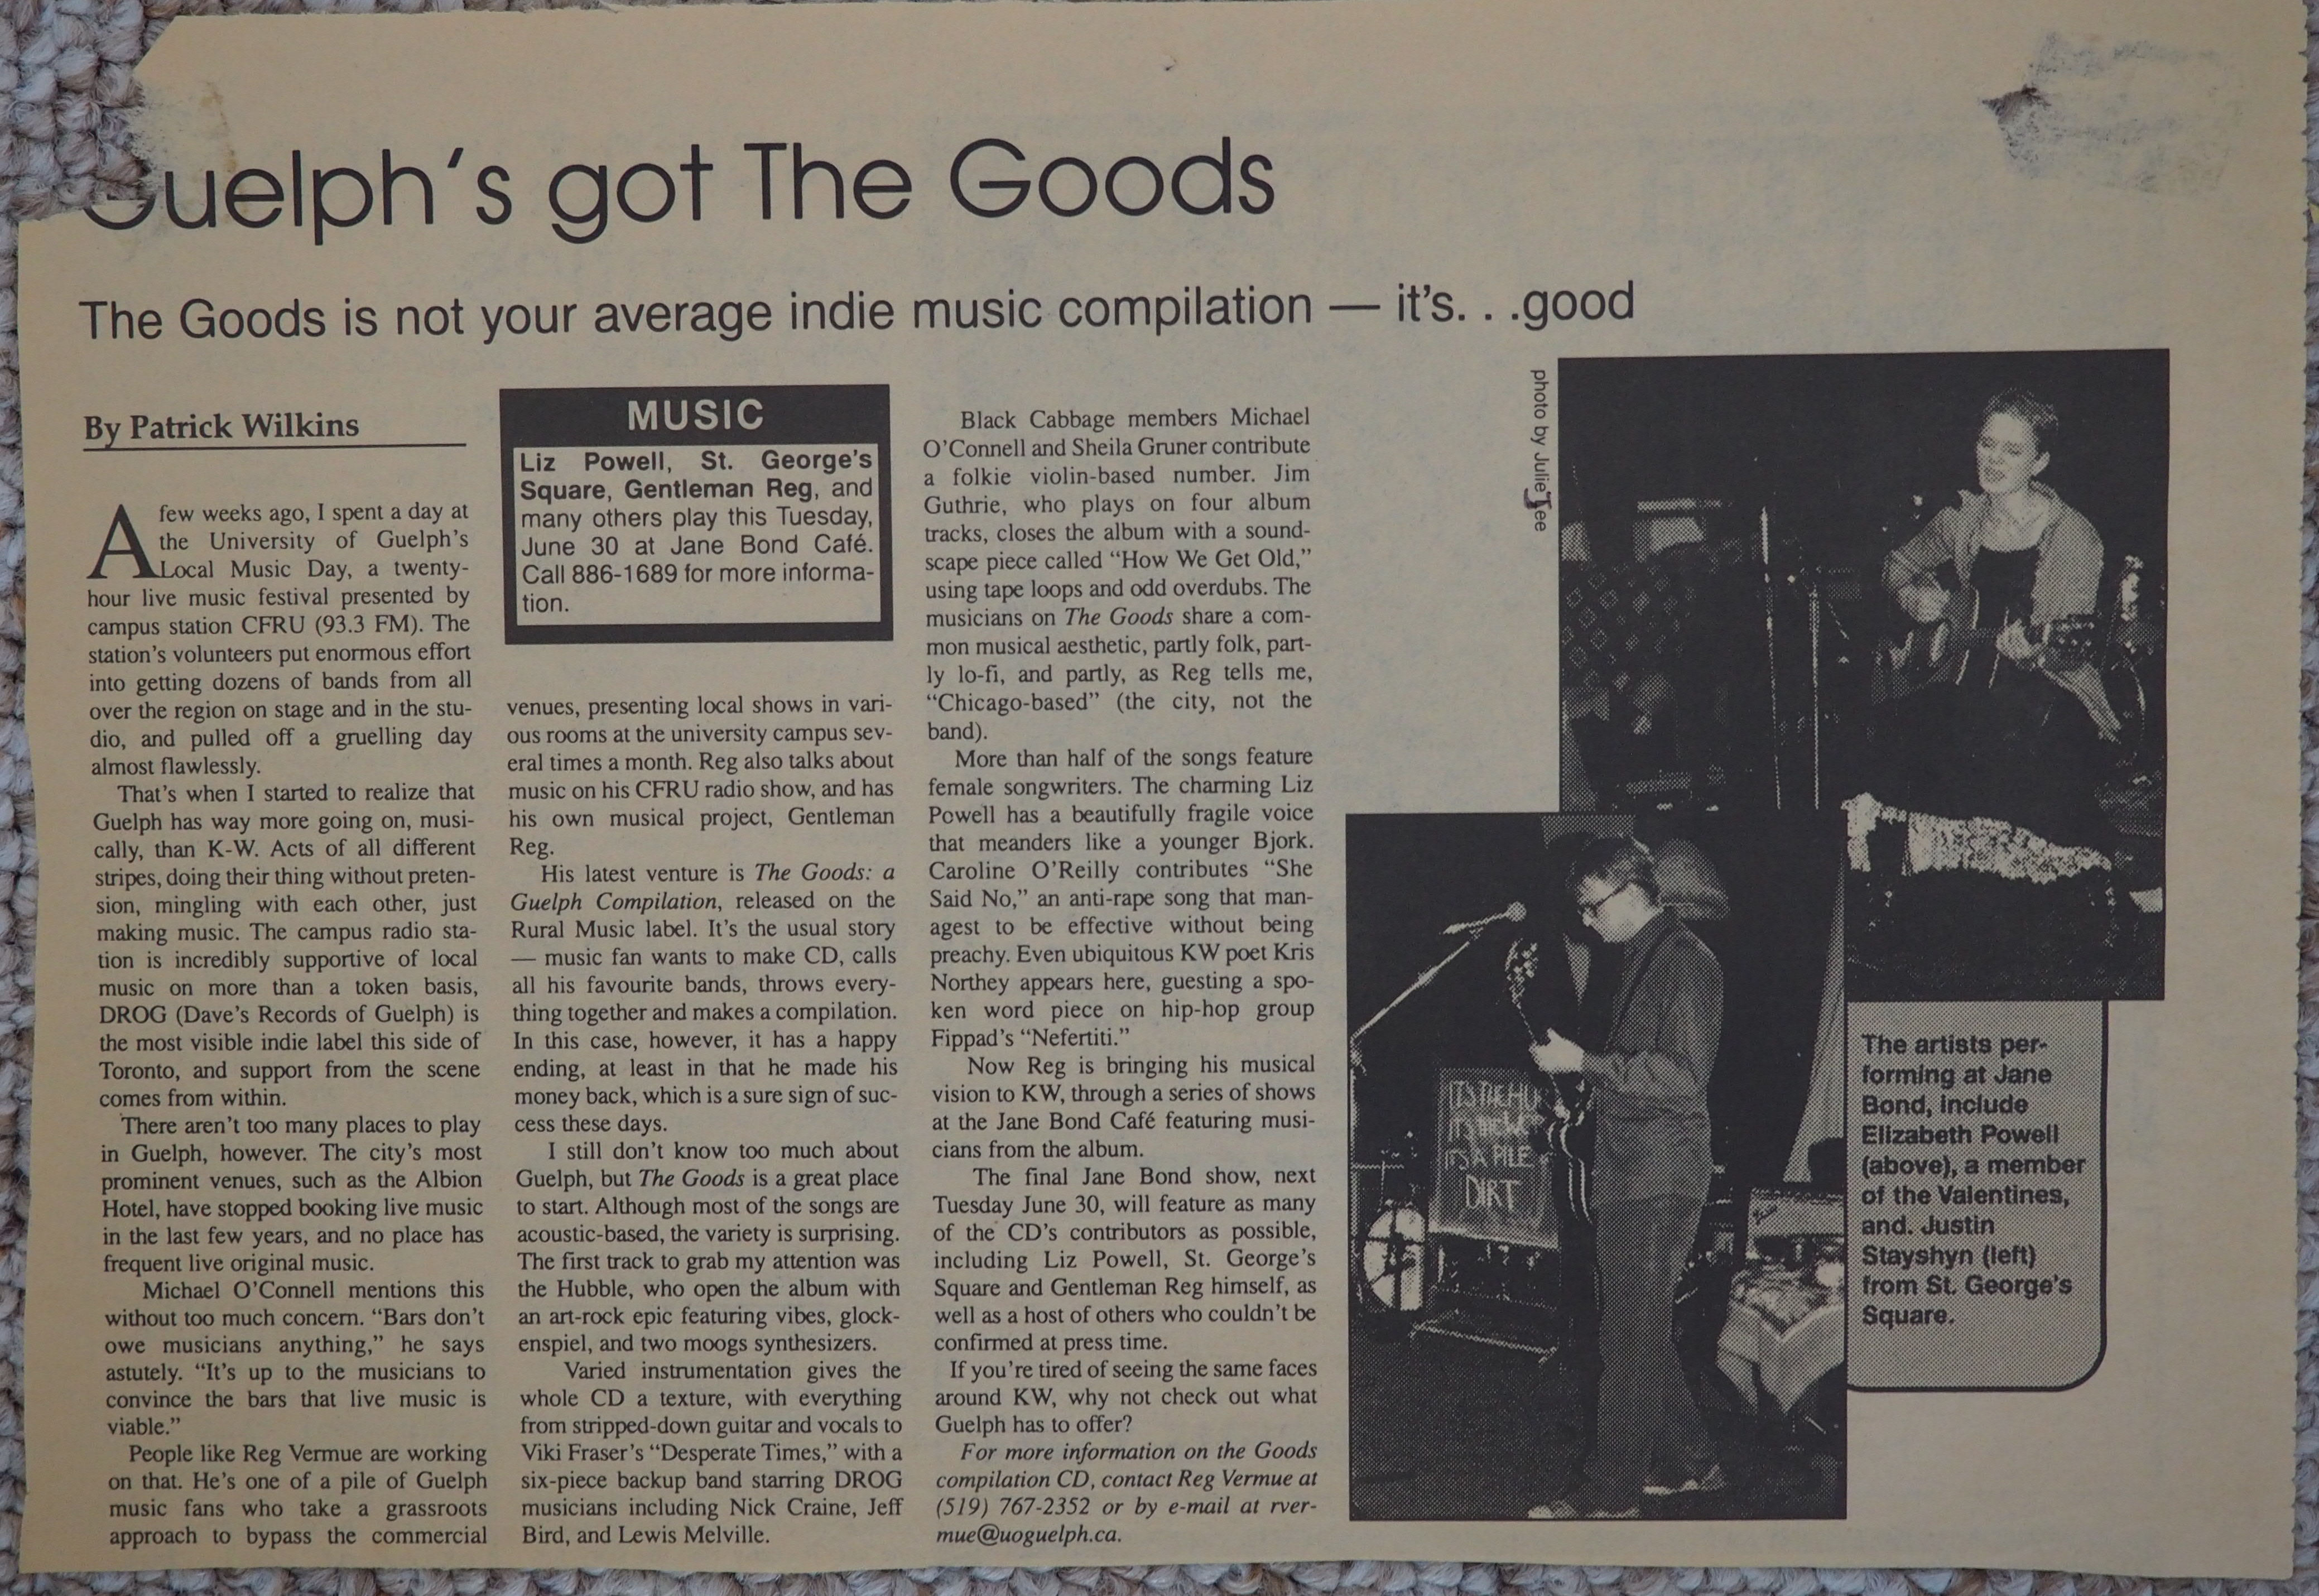 Guelph's got The Goods
The Goods is not your average indie music compilation — it's. . .good
By Patrick Wilkins
A few weeks ago, I spent a day at
the University of Guelph's
Local Music Day, a twenty-
hour live music festival presented by
campus station CFRU (93.3 FM). The
station's volunteers put enormous effort
into getting dozens of bands from all
over the region on stage and in the stu-
dio, and pulled off a gruelling day
almost flawlessly.
That's when I started to realize that
Guelph has way more going on, musi-
cally, than K-W. Acts of all different
stripes, doing their thing without preten-
sion, mingling with each other, just
making music. The campus radio sta-
tion is incredibly supportive of local
music on more than a token basis,
DROG (Dave's Records of Guelph) is
the most visible indie label this side of
Toronto, and support from the scene
comes from within.
There aren't too many places to play
in Guelph, however. The city's most
prominent venues, such as the Albion
Hotel, have stopped booking live music
in the last few years, and no place has
frequent live original music.
Michael O'Connell mentions this
without too much concern. “Bars don't
owe musicians anything,” he says
astutely. “It's up to the musicians to
convince the bars that live music is
viable.”
People like Reg Vermue are working
on that. He's one of a pile of Guelph
music fans who take a grassroots
approach to bypass the commercial
MUSIC
Liz Powell, St. George's
Square, Gentleman Reg, and
many others play this Tuesday,
June 30 at Jane Bond Café.
Call 886-1689 for more informa-
tion.
venues, presenting local shows in vari-
ous rooms at the university campus sev-
eral times a month. Reg also talks about
music on his CFRU radio show, and has
his own musical project, Gentleman
Reg.
His latest venture is The Goods: a
Guelph Compilation, released on the
Rural Music label. It's the usual story
— music fan wants to make CD, calls
all his favourite bands, throws every-
thing together and makes a compilation.
In this case, however, it has a happy
ending, at least in that he made his
money back, which is a sure sign of suc-
cess these days.
I still don't know too much about
Guelph, but The Goods is a great place
to start. Although most of the songs are
acoustic-based, the variety is surprising.
The first track to grab my attention was
the Hubble, who open the album with
an art-rock epic featuring vibes, glock-
enspiel, and two moogs synthesizers.
Varied instrumentation gives the
whole CD a texture, with everything
from stripped-down guitar and vocals to
Viki Fraser's “Desperate Times,” with a
six-piece backup band starring DROG
musicians including Nick Craine, Jeff
Bird, and Lewis Melville.
Black Cabbage members Michael
O'Connell and Sheila Gruner contribute
a folkie violin-based number. Jim
Guthrie, who plays on four album
tracks, closes the album with a sound-
scape piece called “How We Get Old,”
using tape loops and odd overdubs. The
musicians on The Goods share a com-
mon musical aesthetic, partly folk, part-
ly lo-fi, and partly, as Reg tells me,
“Chicago-based” (the city, not the
band).
More than half of the songs feature
female songwriters. The charming Liz
Powell has a beautifully fragile voice
that meanders like a younger Bjork.
Caroline O'Reilly contributes “She
Said No,” an anti-rape song that man-
agest to be effective without being
preachy. Even ubiquitous KW poet Kris
Northey appears here, guesting a spo-
ken word piece on hip-hop group
Fippad's “Nefertiti.”
Now Reg is bringing his musical
vision to KW, through a series of shows
at the Jane Bond Café featuring musi-
cians from the album.
The final Jane Bond show, next
Tuesday June 30, will feature as many
of the CD's contributors as possible,
including Liz Powell, St. George's
Square and Gentleman Reg himself, as
well as a host of others who couldn't be
confirmed at press time.
If you're tired of seeing the same faces
around KW, why not check out what
Guelph has to offer?
For more information on the Goods
compilation CD, contact Reg Vermue at
(519) 767-2352 or by e-mail at rver-
mue@uoguelph.ca.
photo by Julie Tee
IT'S A PILE
DIRT
The artists per-
forming at Jane
Bond, include
Elizabeth Powell
(above), a member
of the Valentines,
and. Justin
Stayshyn (left)
from St. George's
Square.